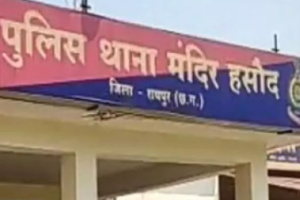 पुलिस थाना मंदिर हसौद
जिला - रायपुर (छ.ग.)